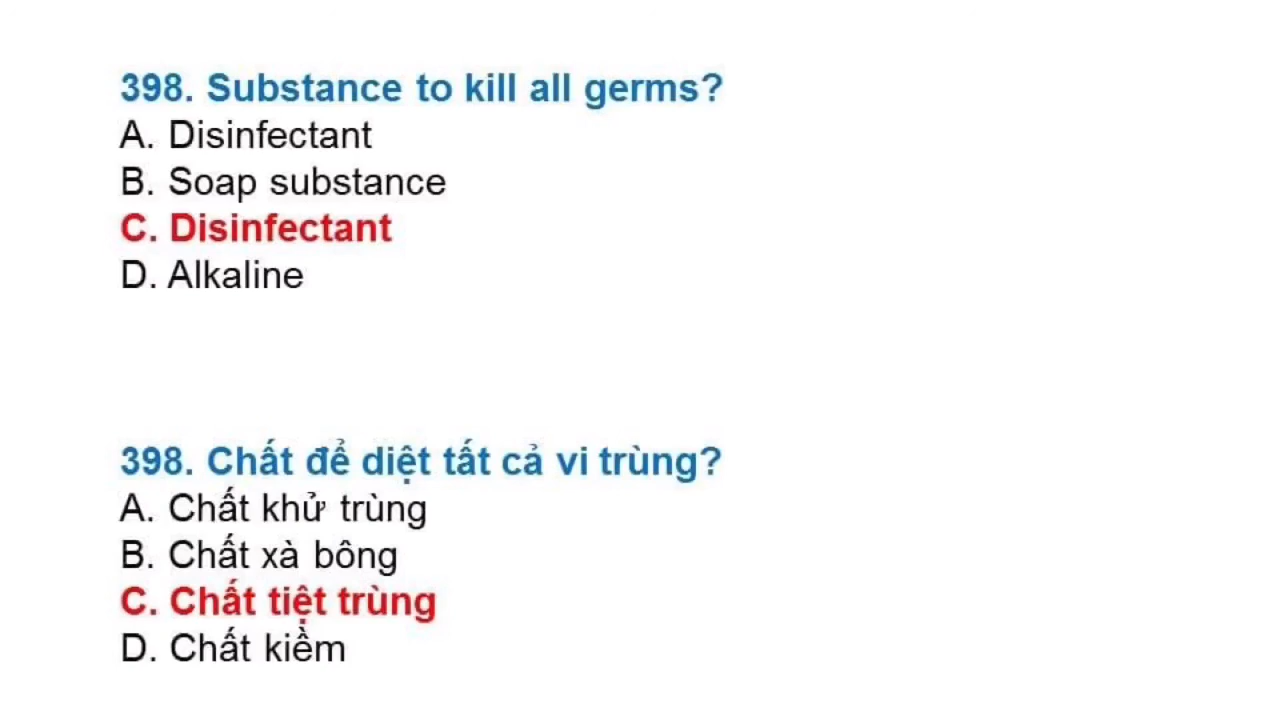 398. Substance to kill all germs?
A. Disinfectant
B. Soap substance
C. Disinfectant
D. Alkaline
398. Chất để diệt tất cả vi trùng?
A. Chất khử trùng
B. Chất xà bông
C. Chất tiệt trùng
D. Chất kiềm